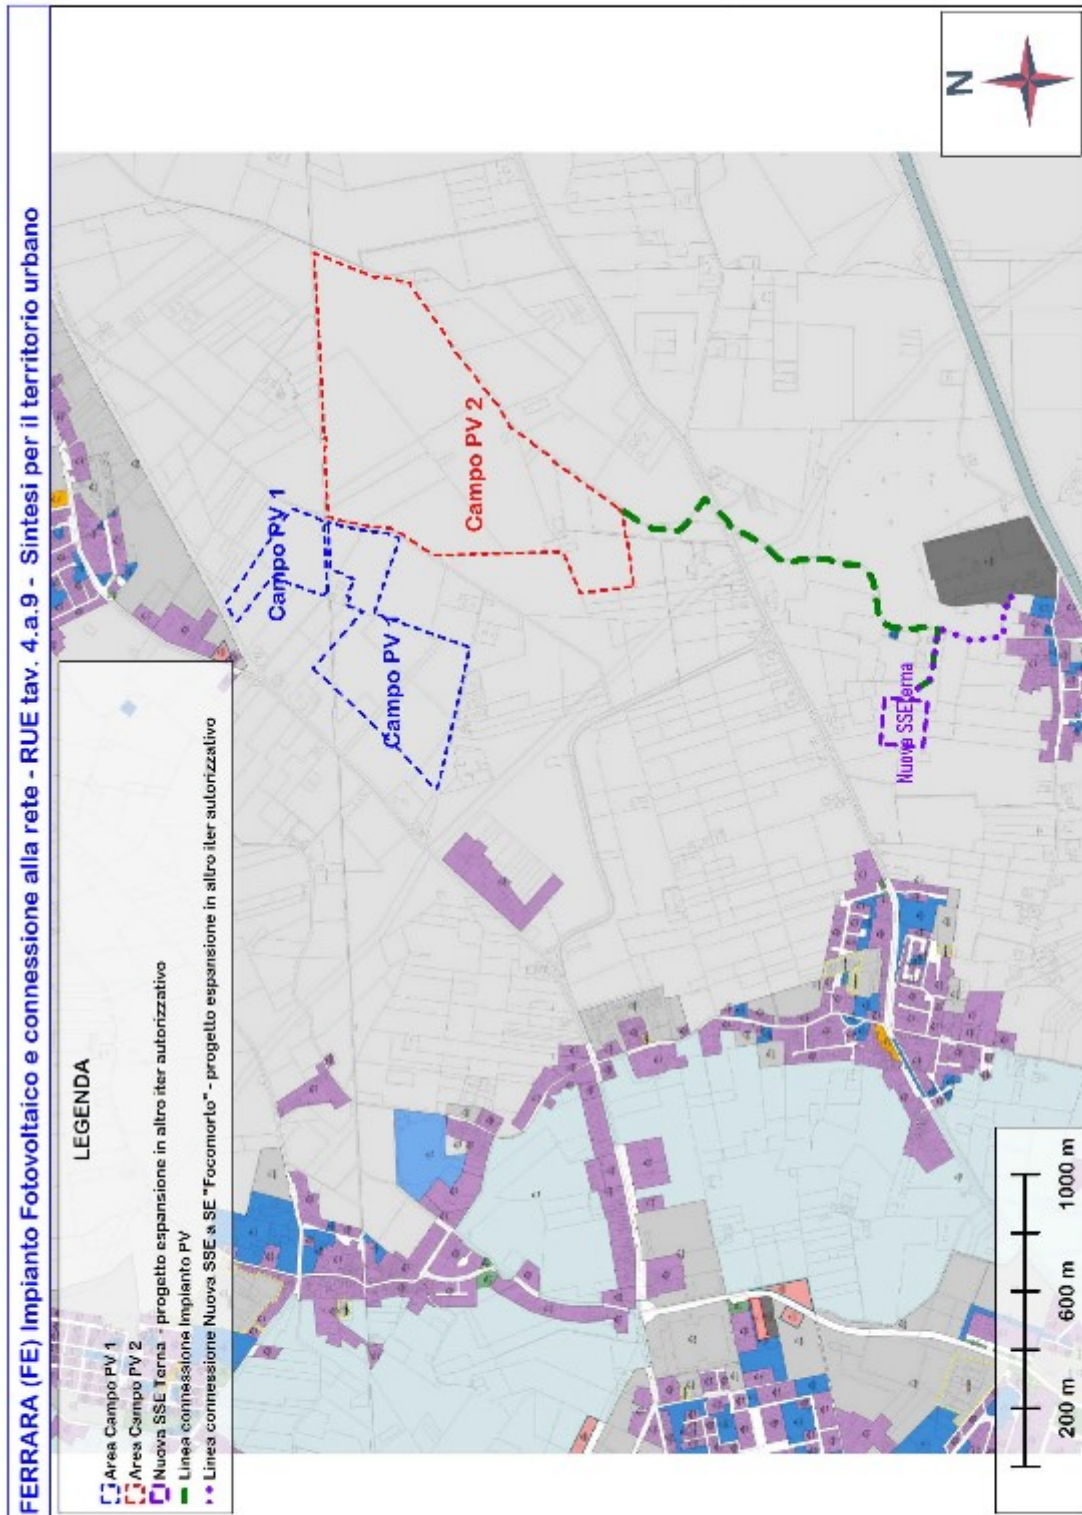 FERRARA (FE) Impianto Fotovoltaico e connessione alla rete - RUE tav. 4.a.9 - Sintesi per il territorio urbano
LEGENDA
Area Campo PV 1
Area Campo PV 2
Nuova SSE Terna - progetto espansione in altro iter autorizzativo
Linea connessione Impianto PV
Linea connessione Nuova SSE a SE "Focomorto" - progetto espansione in altro iter autorizzativo
Campo PV 1
Campo PV 1
Campo PV 2
Nuova SSE Terna
N
200 m
600 m
1000 m